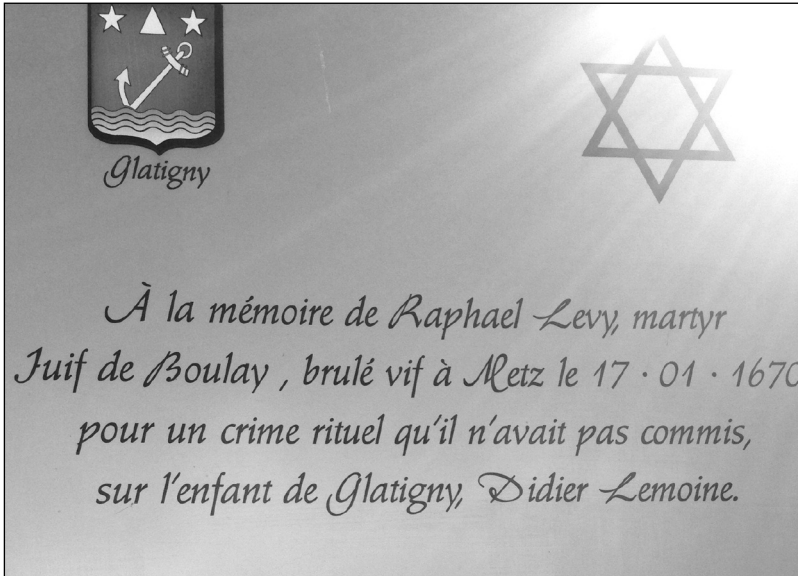 Glatigny
À la mémoire de Raphael Levy, martyr
Juif de Boulay , brulé vif à Metz le 17 · 01 · 1670
pour un crime rituel qu'il n'avait pas commis,
sur l'enfant de Glatigny, Didier Lemoine.